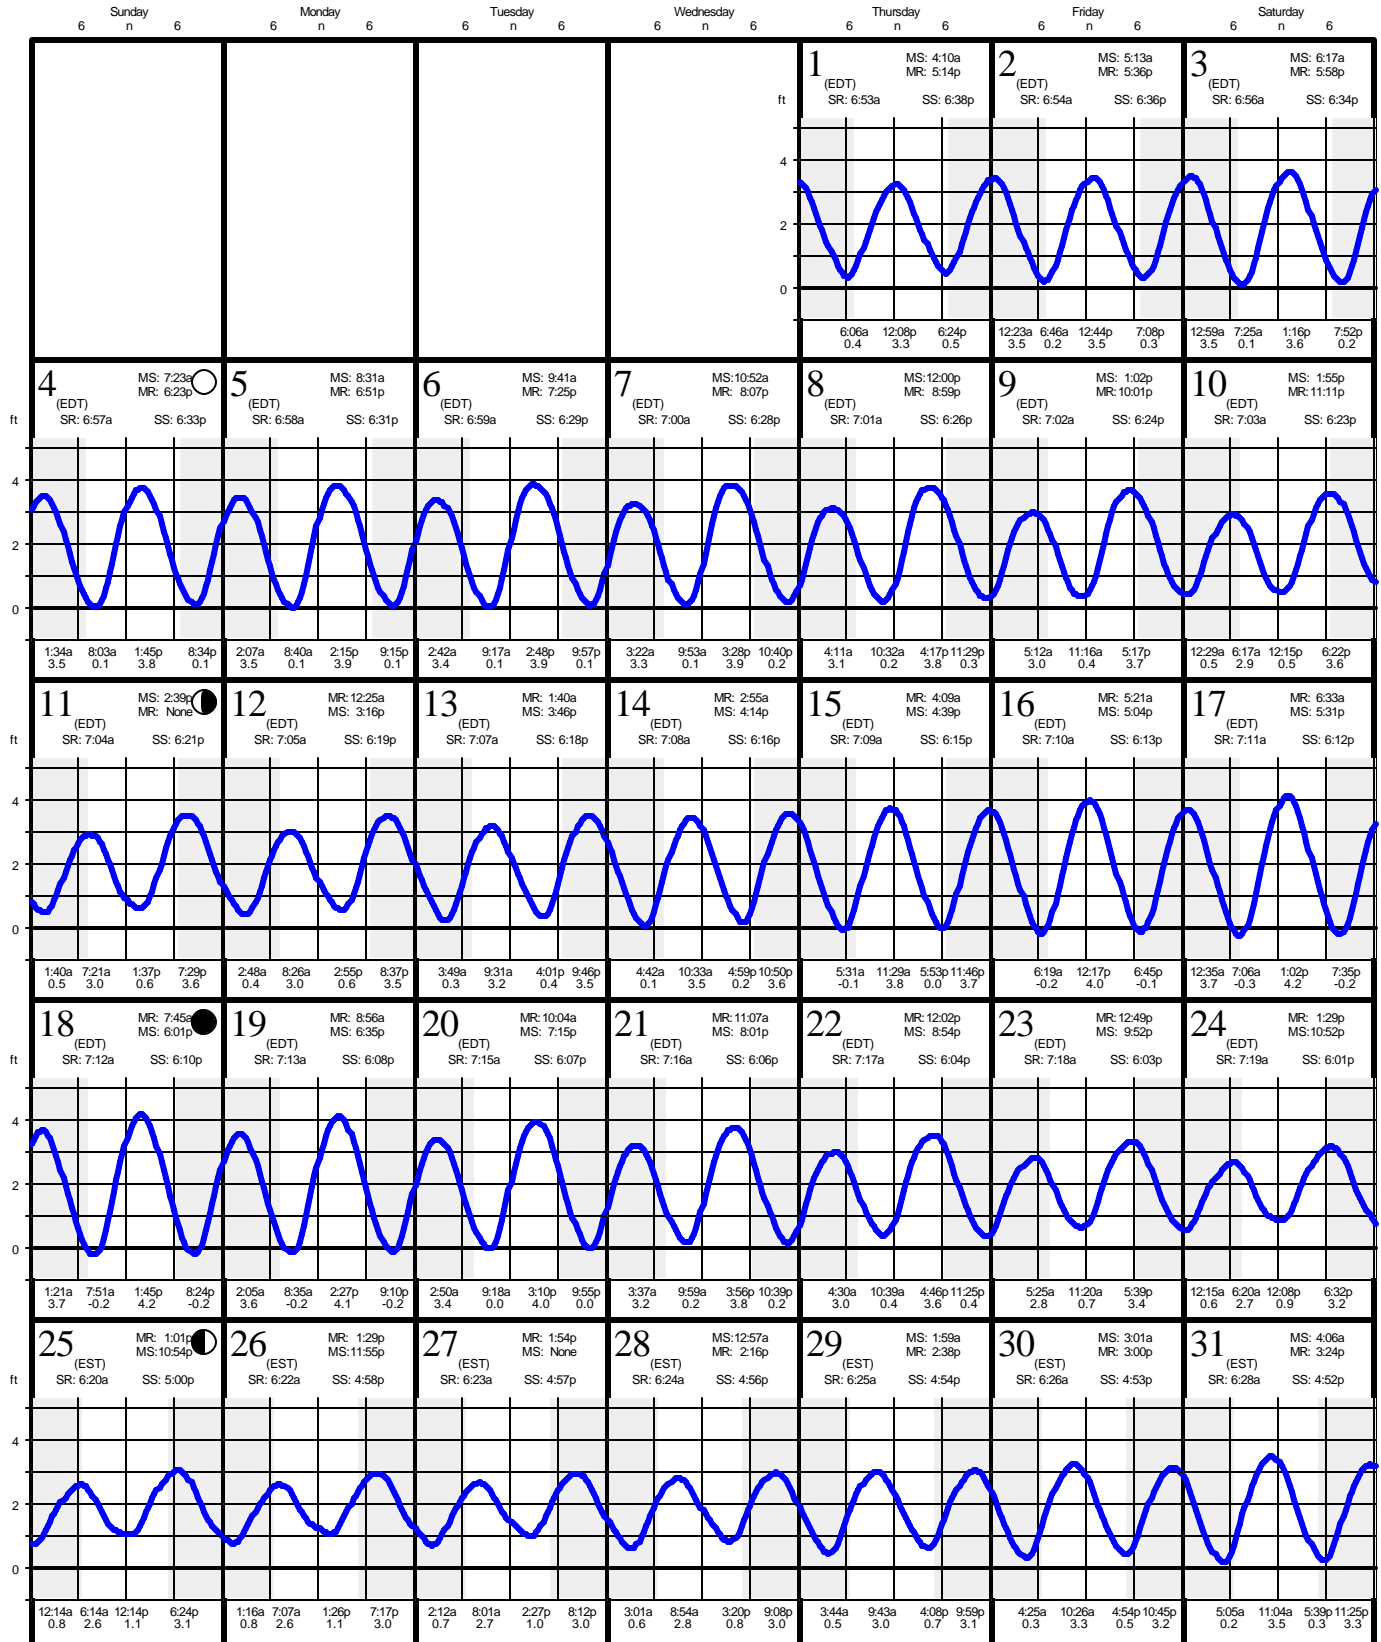 Sunday Monday Tuesday Wednesday Thursday Friday Saturday
6 n 6 6 n 6 6 n 6 6 n 6 6 n 6 6 n 6 6 n 6
1 MS: 4:10a 2 MS: 5:13a 3 MS: 6:17a
MR: 5:14p MR: 5:36p MR: 5:58p
(EDT) (EDT) (EDT)
ft SR: 6:53a SS: 6:38p SR: 6:54a SS: 6:36p SR: 6:56a SS: 6:34p
4
2
0
6:06a 12:08p 6:24p 12:23a 6:46a 12:44p 7:08p 12:59a 7:25a 1:16p 7:52p
0.4 3.3 0.5 3.5 0.2 3.5 0.3 3.5 0.1 3.6 0.2
4 MS: 7:23a 5 MS: 8:31a 6 MS: 9:41a 7 MS:10:52a 8 MS:12:00p 9 MS: 1:02p 10 MS: 1:55p
MR: 6:23p MR: 6:51p MR: 7:25p MR: 8:07p MR: 8:59p MR:10:01p MR:11:11p
(EDT) (EDT) (EDT) (EDT) (EDT) (EDT) (EDT)
ft SR: 6:57a SS: 6:33p SR: 6:58a SS: 6:31p SR: 6:59a SS: 6:29p SR: 7:00a SS: 6:28p SR: 7:01a SS: 6:26p SR: 7:02a SS: 6:24p SR: 7:03a SS: 6:23p
4
2
0
1:34a 8:03a 1:45p 8:34p 2:07a 8:40a 2:15p 9:15p 2:42a 9:17a 2:48p 9:57p 3:22a 9:53a 3:28p 10:40p 4:11a 10:32a 4:17p 11:29p 5:12a 11:16a 5:17p 12:29a 6:17a 12:15p 6:22p
3.5 0.1 3.8 0.1 3.5 0.1 3.9 0.1 3.4 0.1 3.9 0.1 3.3 0.1 3.9 0.2 3.1 0.2 3.8 0.3 3.0 0.4 3.7 0.5 2.9 0.5 3.6
11 MS: 2:39p 12 MR:12:25a 13 MR: 1:40a 14 MR: 2:55a 15 MR: 4:09a 16 MR: 5:21a 17 MR: 6:33a
MR: None MS: 3:16p MS: 3:46p MS: 4:14p MS: 4:39p MS: 5:04p MS: 5:31p
(EDT) (EDT) (EDT) (EDT) (EDT) (EDT) (EDT)
ft SR: 7:04a SS: 6:21p SR: 7:05a SS: 6:19p SR: 7:07a SS: 6:18p SR: 7:08a SS: 6:16p SR: 7:09a SS: 6:15p SR: 7:10a SS: 6:13p SR: 7:11a SS: 6:12p
4
2
0
1:40a 7:21a 1:37p 7:29p 2:48a 8:26a 2:55p 8:37p 3:49a 9:31a 4:01p 9:46p 4:42a 10:33a 4:59p 10:50p 5:31a 11:29a 5:53p 11:46p 6:19a 12:17p 6:45p 12:35a 7:06a 1:02p 7:35p
0.5 3.0 0.6 3.6 0.4 3.0 0.6 3.5 0.3 3.2 0.4 3.5 0.1 3.5 0.2 3.6 -0.1 3.8 0.0 3.7 -0.2 4.0 -0.1 3.7 -0.3 4.2 -0.2
18 MR: 7:45a 19 MR: 8:56a 20 MR:10:04a 21 MR:11:07a 22 MR:12:02p 23 MR:12:49p 24 MR: 1:29p
MS: 6:01p MS: 6:35p MS: 7:15p MS: 8:01p MS: 8:54p MS: 9:52p MS:10:52p
(EDT) (EDT) (EDT) (EDT) (EDT) (EDT) (EDT)
ft SR: 7:12a SS: 6:10p SR: 7:13a SS: 6:08p SR: 7:15a SS: 6:07p SR: 7:16a SS: 6:06p SR: 7:17a SS: 6:04p SR: 7:18a SS: 6:03p SR: 7:19a SS: 6:01p
4
2
0
1:21a 7:51a 1:45p 8:24p 2:05a 8:35a 2:27p 9:10p 2:50a 9:18a 3:10p 9:55p 3:37a 9:59a 3:56p 10:39p 4:30a 10:39a 4:46p 11:25p 5:25a 11:20a 5:39p 12:15a 6:20a 12:08p 6:32p
3.7 -0.2 4.2 -0.2 3.6 -0.2 4.1 -0.2 3.4 0.0 4.0 0.0 3.2 0.2 3.8 0.2 3.0 0.4 3.6 0.4 2.8 0.7 3.4 0.6 2.7 0.9 3.2
25 MR: 1:01p 26 MR: 1:29p 27 MR: 1:54p 28 MS:12:57a 29 MS: 1:59a 30 MS: 3:01a 31 MS: 4:06a
MS:10:54p MS:11:55p MS: None MR: 2:16p MR: 2:38p MR: 3:00p MR: 3:24p
(EST) (EST) (EST) (EST) (EST) (EST) (EST)
ft SR: 6:20a SS: 5:00p SR: 6:22a SS: 4:58p SR: 6:23a SS: 4:57p SR: 6:24a SS: 4:56p SR: 6:25a SS: 4:54p SR: 6:26a SS: 4:53p SR: 6:28a SS: 4:52p
4
2
0
12:14a 6:14a 12:14p 6:24p 1:16a 7:07a 1:26p 7:17p 2:12a 8:01a 2:27p 8:12p 3:01a 8:54a 3:20p 9:08p 3:44a 9:43a 4:08p 9:59p 4:25a 10:26a 4:54p 10:45p 5:05a 11:04a 5:39p 11:25p
0.8 2.6 1.1 3.1 0.8 2.6 1.1 3.0 0.7 2.7 1.0 3.0 0.6 2.8 0.8 3.0 0.5 3.0 0.7 3.1 0.3 3.3 0.5 3.2 0.2 3.5 0.3 3.3